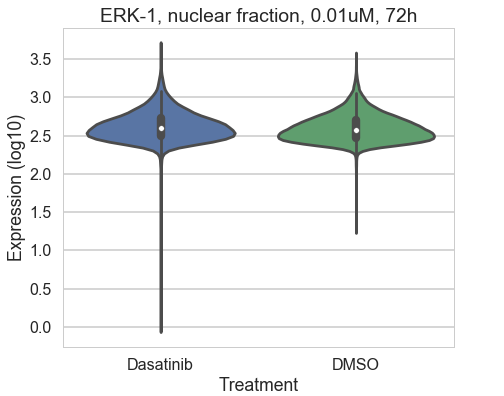 ERK-1, nuclear fraction, 0.01uM, 72h
Expression (log10)
3.5
3.0
2.5
2.0
1.5
1.0
0.5
0.0
Dasatinib DMSO
Treatment